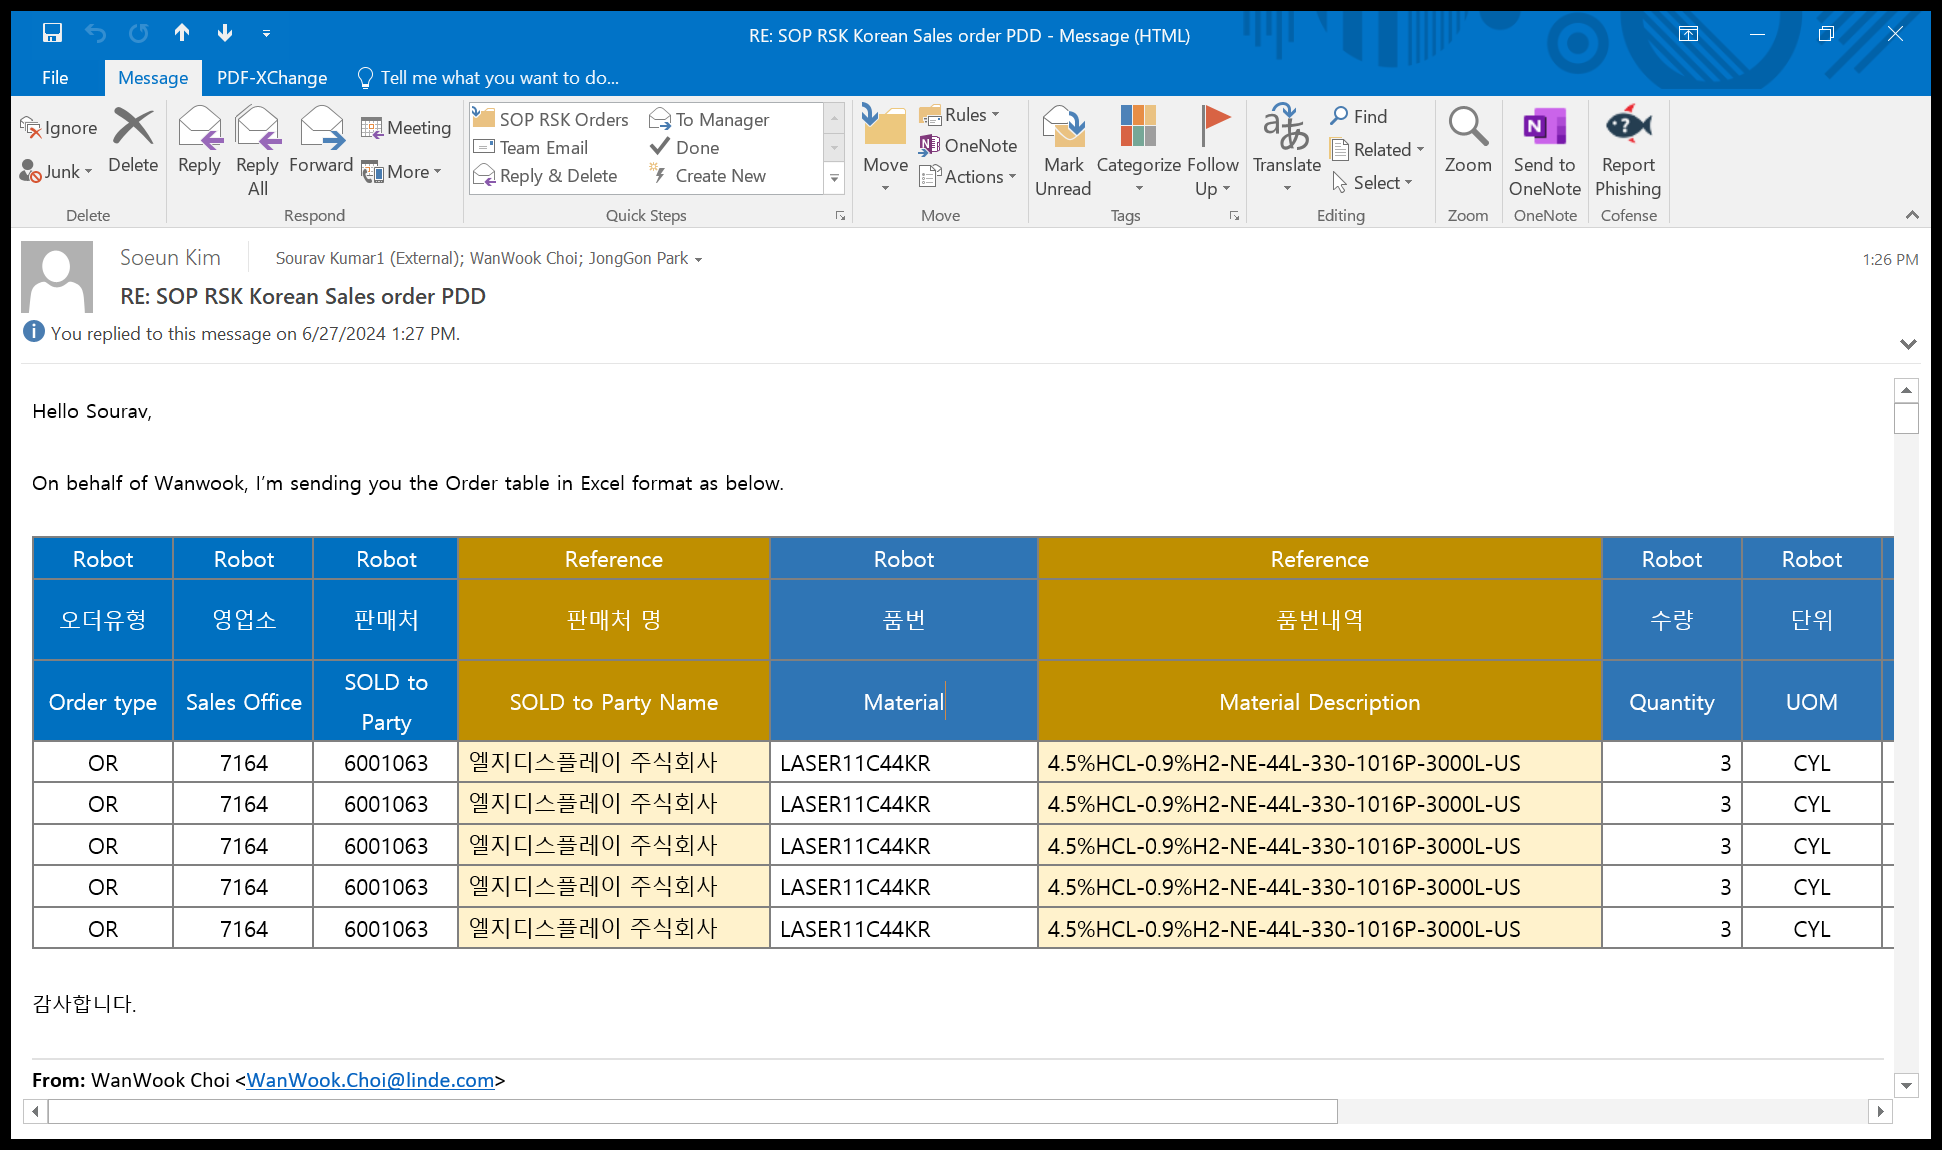 RE: SOP RSK Korean Sales order PDD - Message (HTML)
File Message PDF-XChange Tell me what you want to do...
Ignore
Junk
Delete
Delete
Reply
Reply All
Forward
Meeting
More
Respond
SOP RSK Orders To Manager
Team Email Done
Reply & Delete Create New
Quick Steps
Move
Rules
OneNote
Actions
Move
Mark Unread
Categorize
Follow Up
Tags
Translate
Find
Related
Select
Editing
Zoom
Zoom
Send to OneNote
OneNote
Report Phishing
Cofense
Soeun Kim Sourav Kumar1 (External); WanWook Choi; JongGon Park 1:26 PM
RE: SOP RSK Korean Sales order PDD
You replied to this message on 6/27/2024 1:27 PM.
Hello Sourav,
On behalf of Wanwook, I'm sending you the Order table in Excel format as below.
Robot Robot Robot Reference Robot Reference Robot Robot
오더유형 영업소 판매처 판매처 명 품번 품번내역 수량 단위
Order type Sales Office SOLD to Party SOLD to Party Name Material Material Description Quantity UOM
OR 7164 6001063 엘지디스플레이 주식회사 LASER11C44KR 4.5%HCL-0.9%H2-NE-44L-330-1016P-3000L-US 3 CYL
OR 7164 6001063 엘지디스플레이 주식회사 LASER11C44KR 4.5%HCL-0.9%H2-NE-44L-330-1016P-3000L-US 3 CYL
OR 7164 6001063 엘지디스플레이 주식회사 LASER11C44KR 4.5%HCL-0.9%H2-NE-44L-330-1016P-3000L-US 3 CYL
OR 7164 6001063 엘지디스플레이 주식회사 LASER11C44KR 4.5%HCL-0.9%H2-NE-44L-330-1016P-3000L-US 3 CYL
OR 7164 6001063 엘지디스플레이 주식회사 LASER11C44KR 4.5%HCL-0.9%H2-NE-44L-330-1016P-3000L-US 3 CYL
감사합니다.
From: WanWook Choi <WanWook.Choi@linde.com>